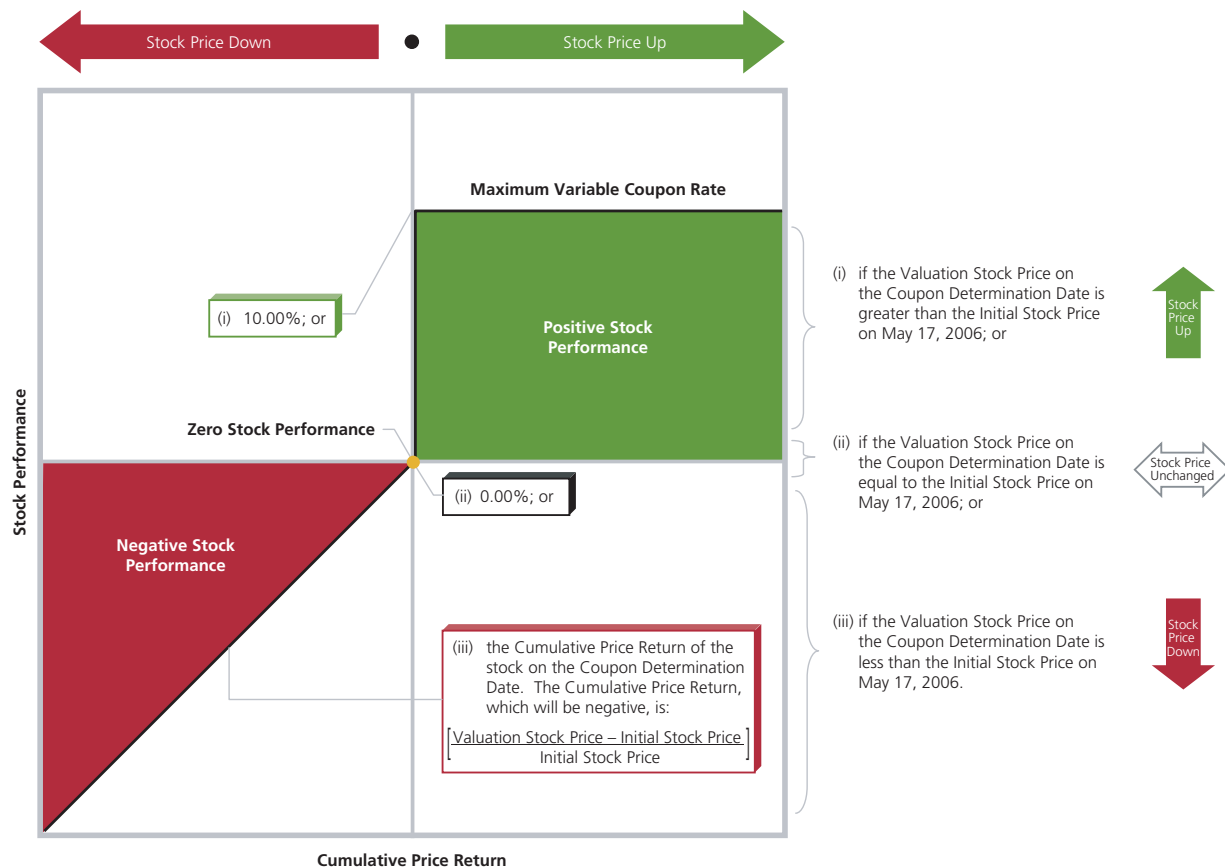 Stock Price Down
Stock Price Up
Maximum Variable Coupon Rate
(i) 10.00%; or
Positive Stock
Performance
(i) if the Valuation Stock Price on
the Coupon Determination Date is
greater than the Initial Stock Price
on May 17, 2006; or
Stock
Price
Up
Stock Performance
Zero Stock Performance
(ii) 0.00%; or
(ii) if the Valuation Stock Price on
the Coupon Determination Date is
equal to the Initial Stock Price on
May 17, 2006; or
Stock Price
Unchanged
Negative Stock
Performance
(iii) the Cumulative Price Return of the
stock on the Coupon Determination
Date. The Cumulative Price Return,
which will be negative, is:
[Valuation Stock Price – Initial Stock Price]
Initial Stock Price
(iii) if the Valuation Stock Price on
the Coupon Determination Date is
less than the Initial Stock Price on
May 17, 2006.
Stock
Price
Down
Cumulative Price Return